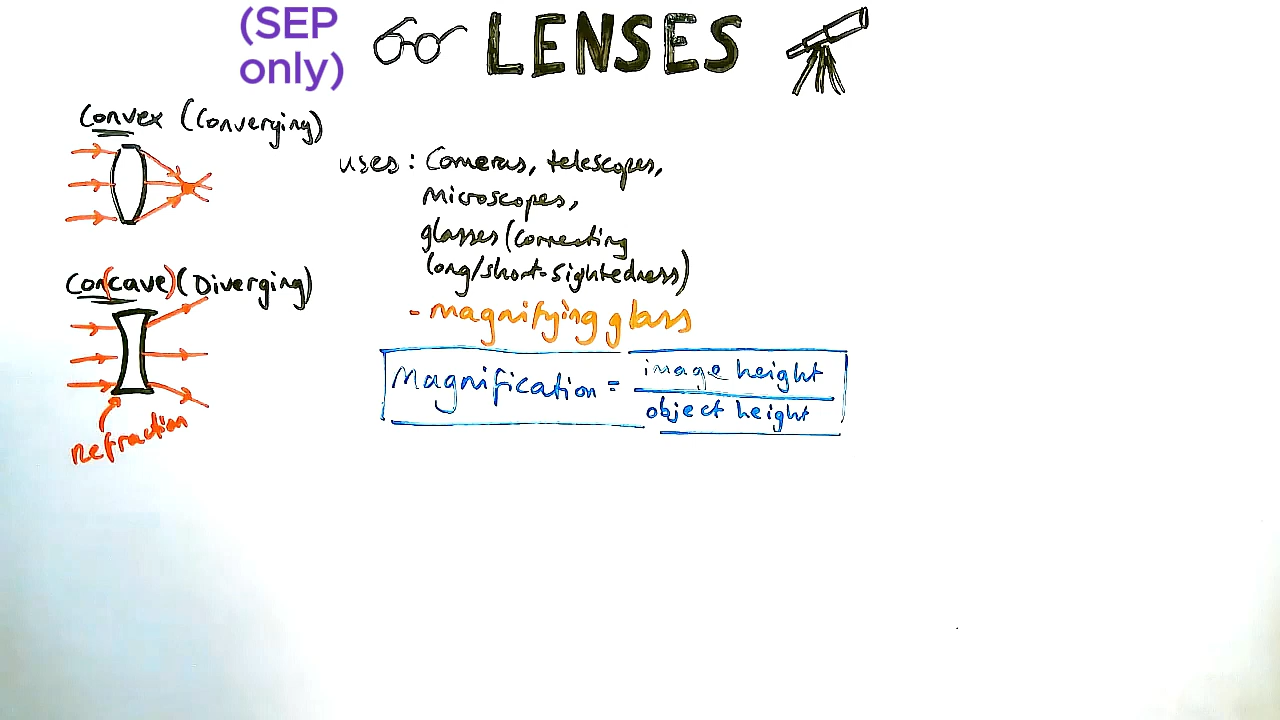 (SEP
only)
LENSES
Convex (Converging)
uses: Cameras, telescopes,
Microscopes,
glasses (correcting
long/short-sightedness)
- magnifying glass
Concave (Diverging)
Magnification = image height
object height
Refraction